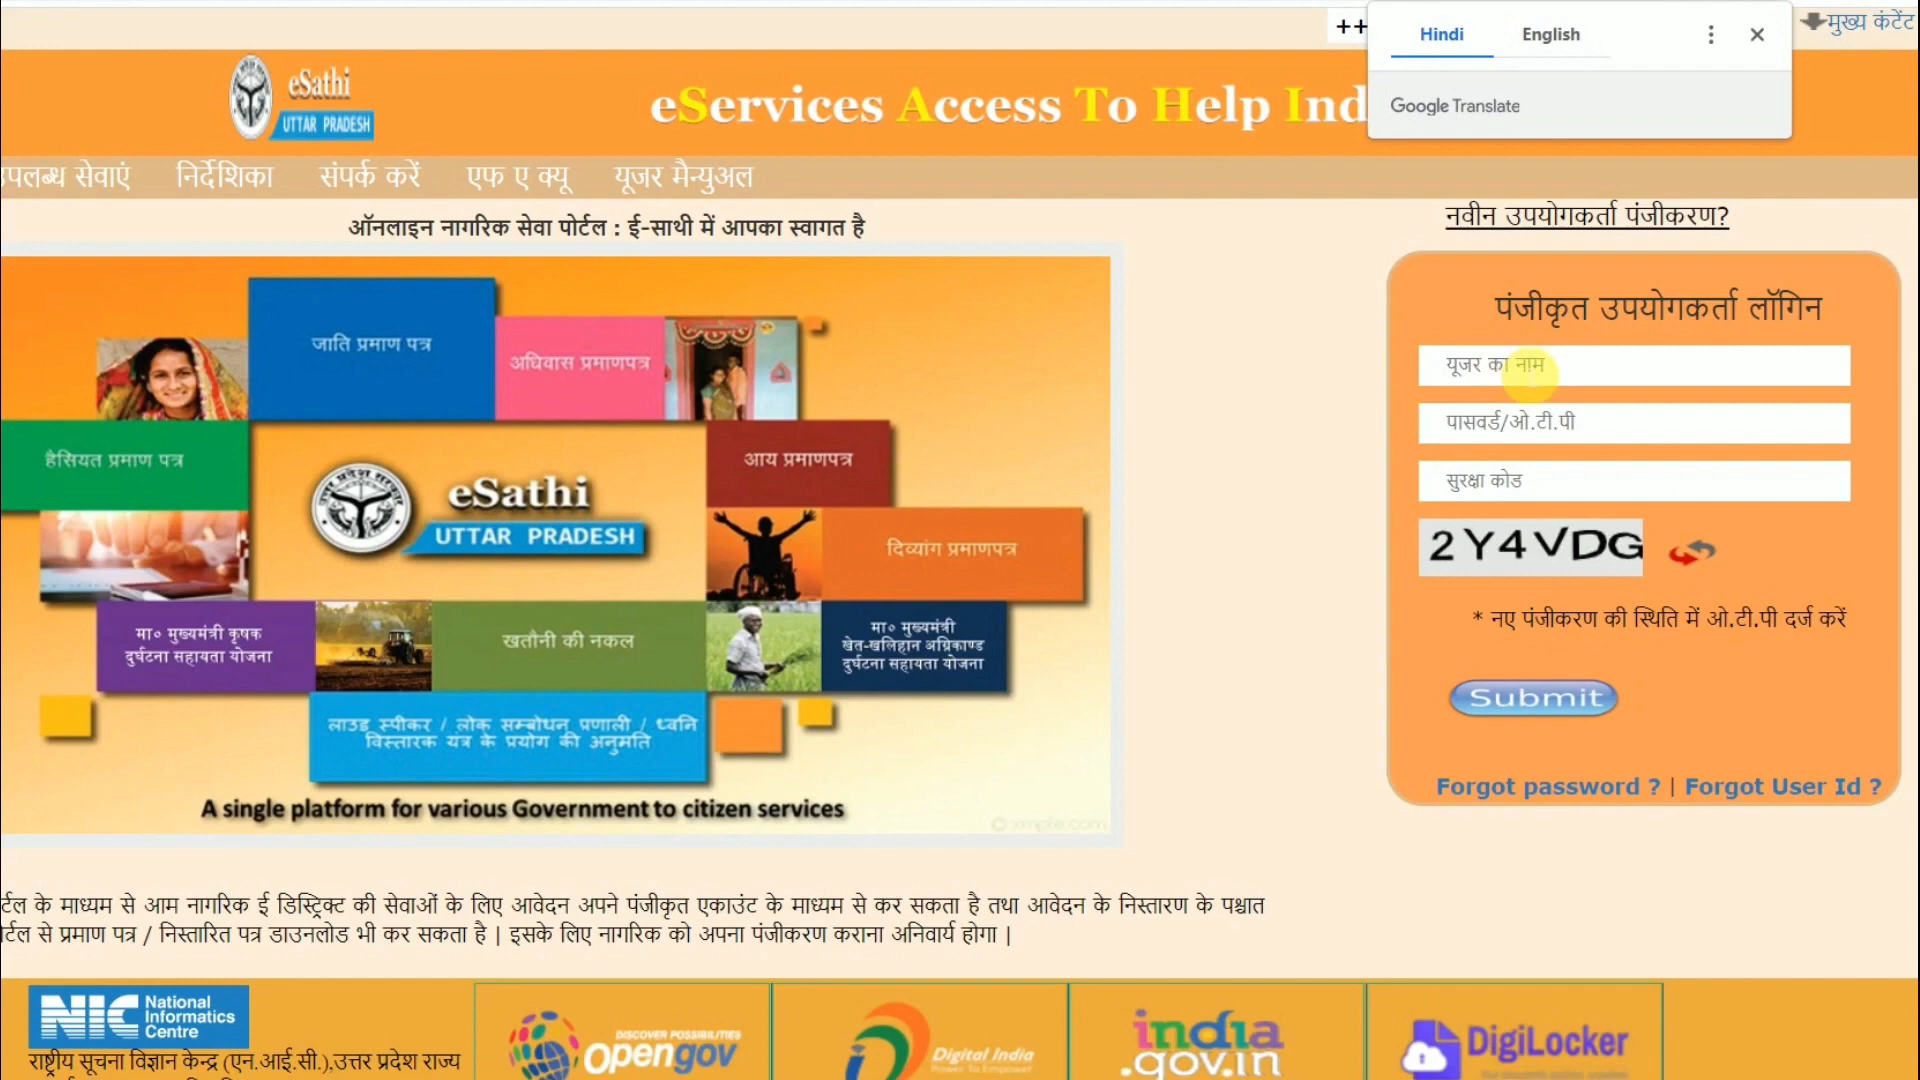 ++
मुख्य कंटेंट
Hindi English
Google Translate
eSathi
UTTAR PRADESH
eServices Access To Help Ind
पलब्ध सेवाएं निर्देशिका संपर्क करें एफ ए क्यू यूजर मैन्युअल
नवीन उपयोगकर्ता पंजीकरण?
ऑनलाइन नागरिक सेवा पोर्टल : ई-साथी में आपका स्वागत है
जाति प्रमाण पत्र
अधिवास प्रमाणपत्र
हैसियत प्रमाण पत्र
आय प्रमाणपत्र
eSathi
UTTAR PRADESH
दिव्यांग प्रमाणपत्र
मा० मुख्यमंत्री कृषक
दुर्घटना सहायता योजना
खतौनी की नकल
मा० मुख्यमंत्री
खेत-खलिहान अग्निकाण्ड
दुर्घटना सहायता योजना
लाउड स्पीकर / लोक सम्बोधन प्रणाली / ध्वनि
विस्तारक यंत्र के प्रयोग की अनुमति
A single platform for various Government to citizen services
पंजीकृत उपयोगकर्ता लॉगिन
यूजर का नाम
पासवर्ड/ओ.टी.पी
सुरक्षा कोड
2Y4VDG
* नए पंजीकरण की स्थिति में ओ.टी.पी दर्ज करें
Submit
Forgot password ? | Forgot User Id ?
र्टल के माध्यम से आम नागरिक ई डिस्ट्रिक्ट की सेवाओं के लिए आवेदन अपने पंजीकृत एकाउंट के माध्यम से कर सकता है तथा आवेदन के निस्तारण के पश्चात
र्टल से प्रमाण पत्र / निस्तारित पत्र डाउनलोड भी कर सकता है | इसके लिए नागरिक को अपना पंजीकरण कराना अनिवार्य होगा |
NIC National
Informatics
Centre
राष्ट्रीय सूचना विज्ञान केन्द्र (एन.आई.सी.),उत्तर प्रदेश राज्य
DISCOVER POSSIBILITIES
opengov
Digital India
Power To Empower
india
.gov.in
DigiLocker